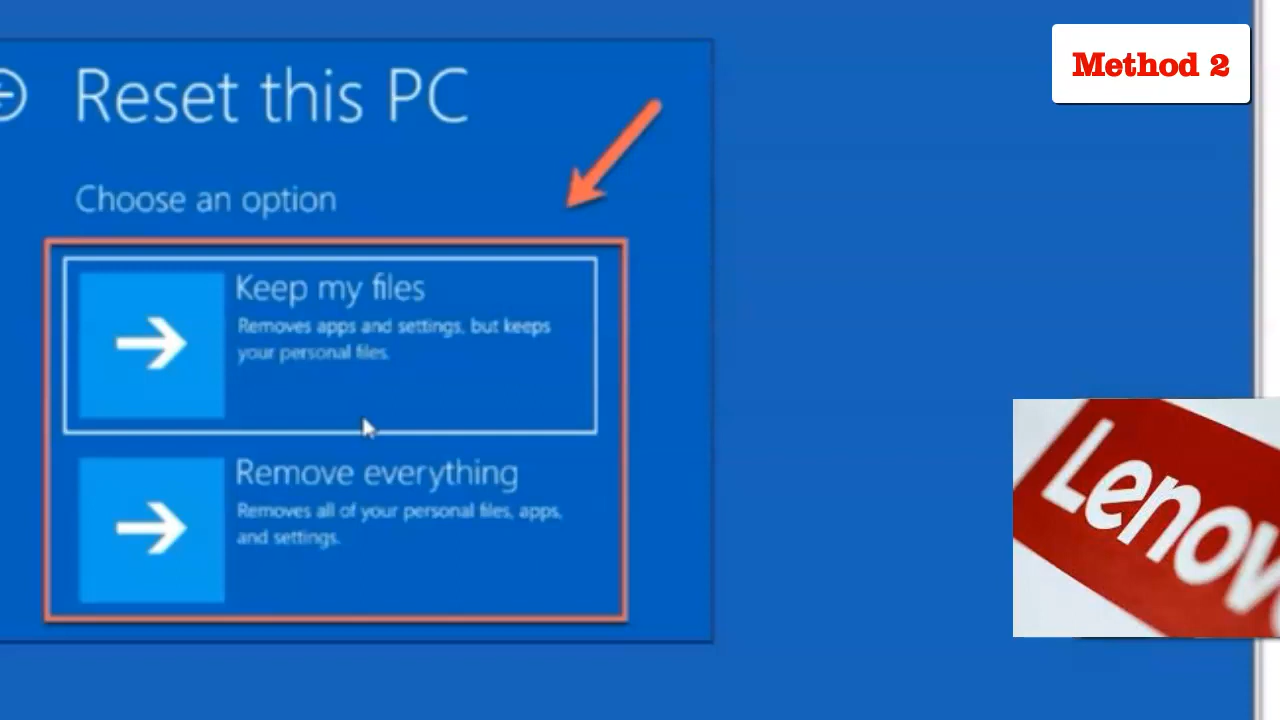 Method 2
Reset this PC
Choose an option
Keep my files
Removes apps and settings, but keeps
your personal files.
Remove everything
Removes all of your personal files, apps,
and settings.
Lenov